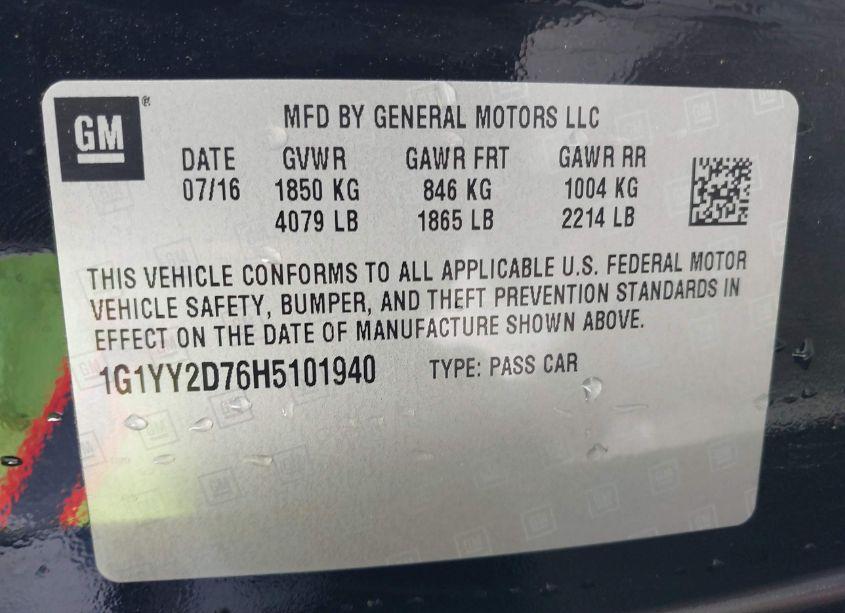 GM®
MFD BY GENERAL MOTORS LLC
DATE GVWR GAWR FRT GAWR RR
07/16 1850 KG 846 KG 1004 KG
4079 LB 1865 LB 2214 LB
THIS VEHICLE CONFORMS TO ALL APPLICABLE U.S. FEDERAL MOTOR
VEHICLE SAFETY, BUMPER, AND THEFT PREVENTION STANDARDS IN
EFFECT ON THE DATE OF MANUFACTURE SHOWN ABOVE.
1G1YY2D76H5101940 TYPE: PASS CAR